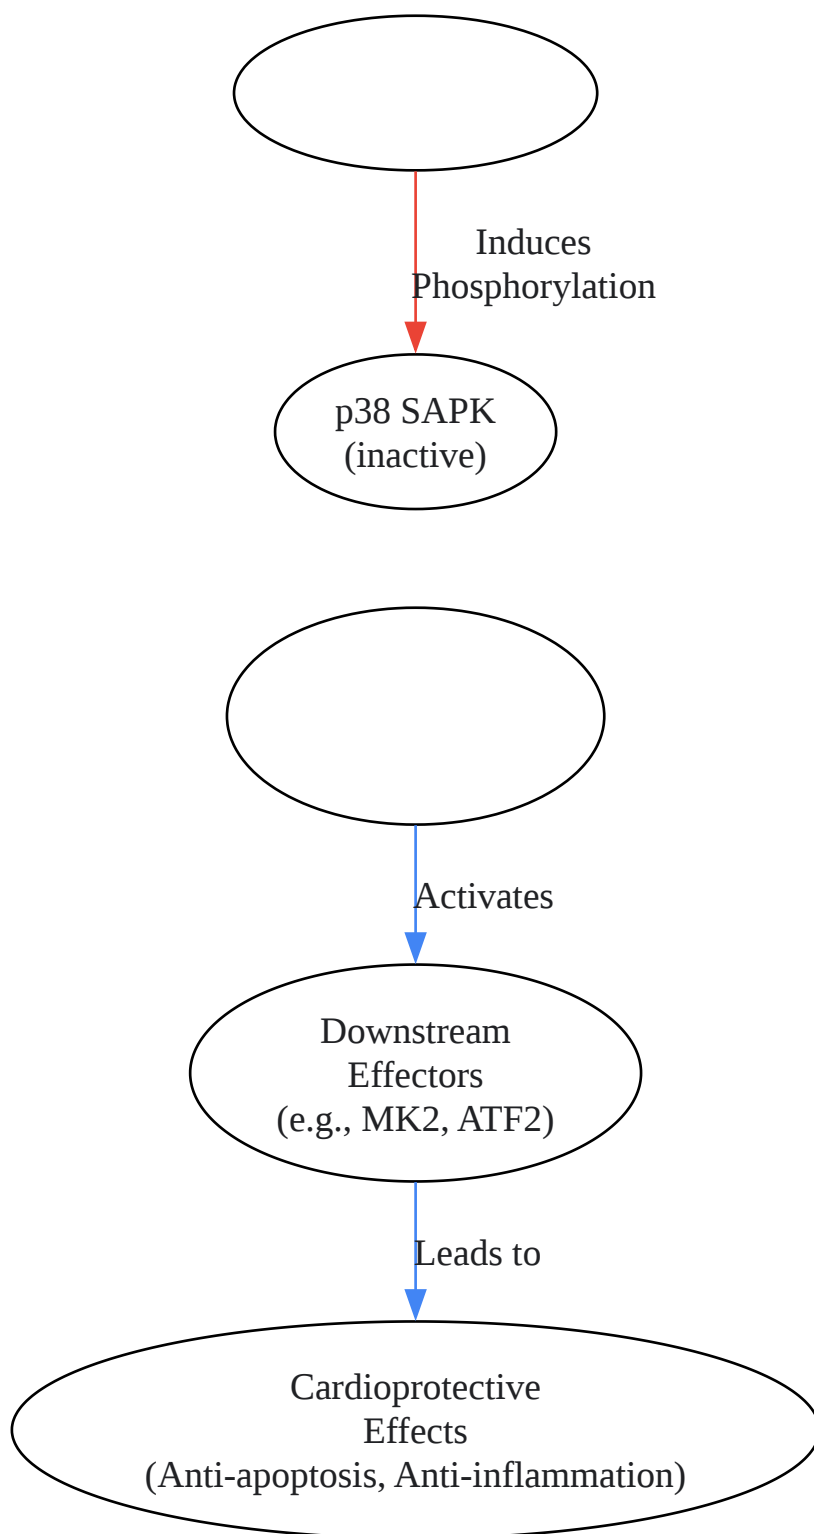 Induces
Phosphorylation
p38 SAPK
(inactive)
Activates
Downstream
Effectors
(e.g., MK2, ATF2)
Leads to
Cardioprotective
Effects
(Anti-apoptosis, Anti-inflammation)